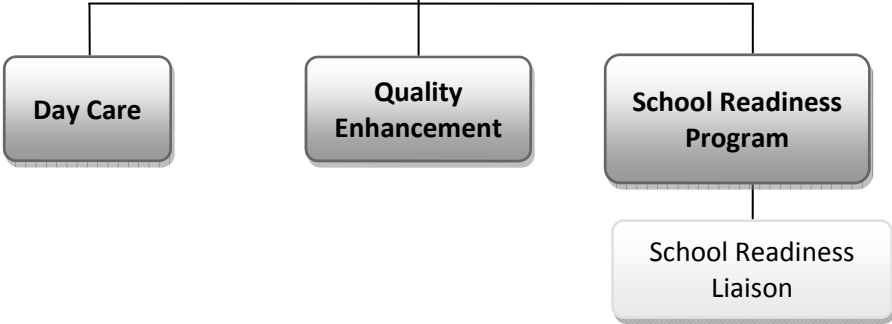 Day Care
Quality
Enhancement
School Readiness
Program
School Readiness
Liaison